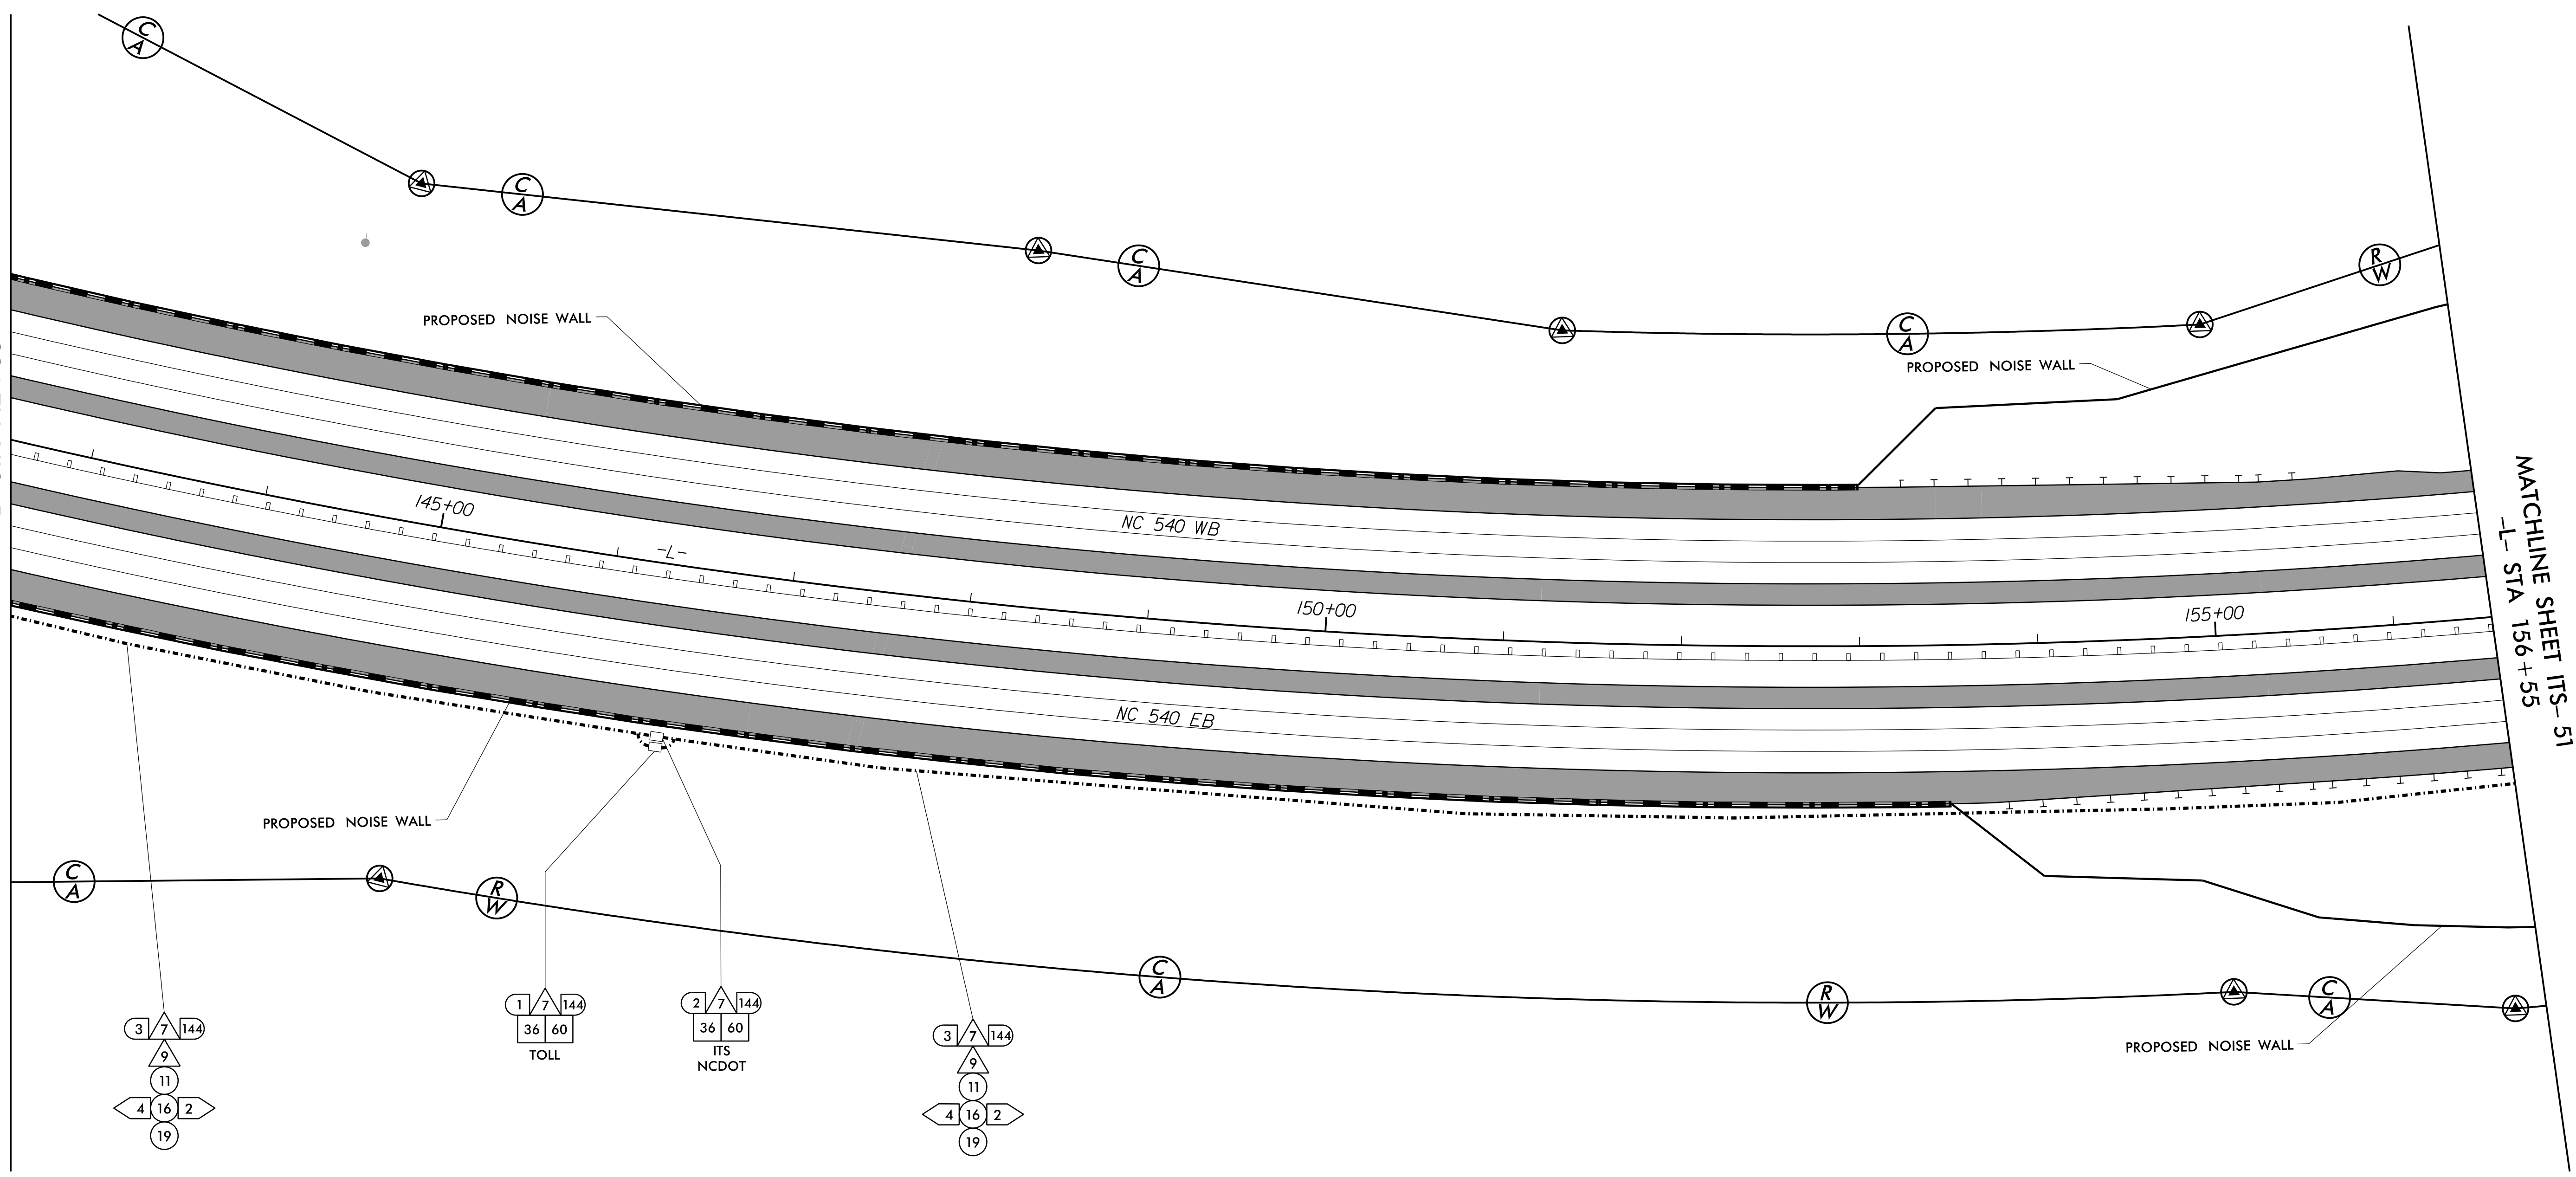 C
A
C
A
C
A
R
W
PROPOSED NOISE WALL
C
A
PROPOSED NOISE WALL
145+00
NC 540 WB
-L-
150+00
155+00
MATCHLINE SHEET ITS-51
-L- STA 156+55
NC 540 EB
PROPOSED NOISE WALL
C
A
R
W
C
A
R
W
C
A
PROPOSED NOISE WALL
3 7 144
9
11
4 16 2
19
1 7 144
36 60
TOLL
2 7 144
36 60
ITS
NCDOT
3 7 144
9
11
4 16 2
19